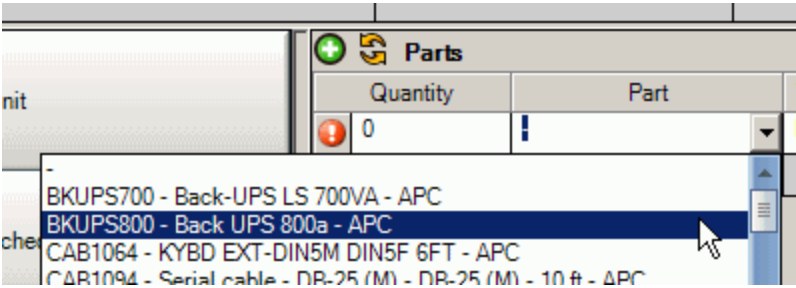 Parts
Quantity Part
nit
0 -
-
BKUPS700 - Back-UPS LS 700VA - APC
BKUPS800 - Back UPS 800a - APC
ched
CAB1064 - KYBD EXT-DIN5M DIN5F 6FT - APC
CAB1094 - Serial cable - DB-25 (M) - DB-25 (M) - 10 ft - APC